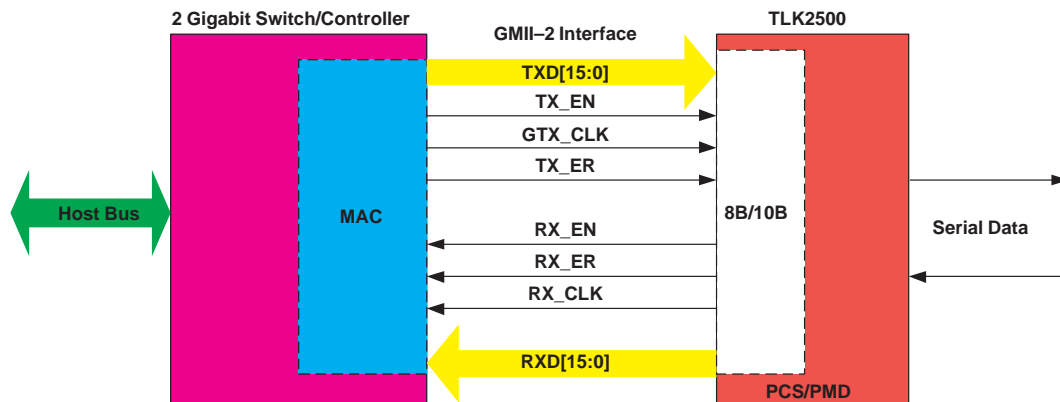 2 Gigabit Switch/Controller
TLK2500
GMII–2 Interface
TXD[15:0]
TX_EN
GTX_CLK
TX_ER
Host Bus
MAC
8B/10B
Serial Data
RX_EN
RX_ER
RX_CLK
RXD[15:0]
PCS/PMD